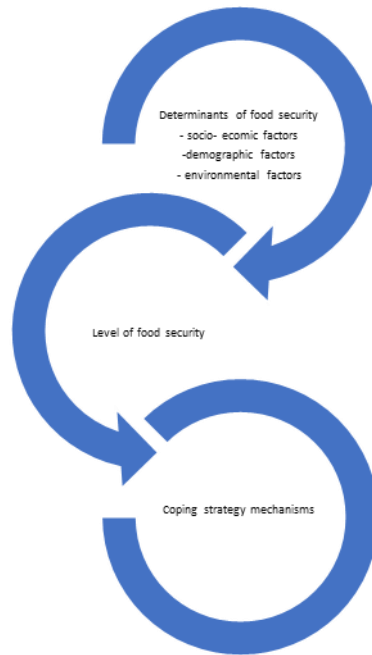 Determinants of food security
- socio- ecomic factors
-demographic factors
- environmental factors
Level of food security
Coping strategy mechanisms